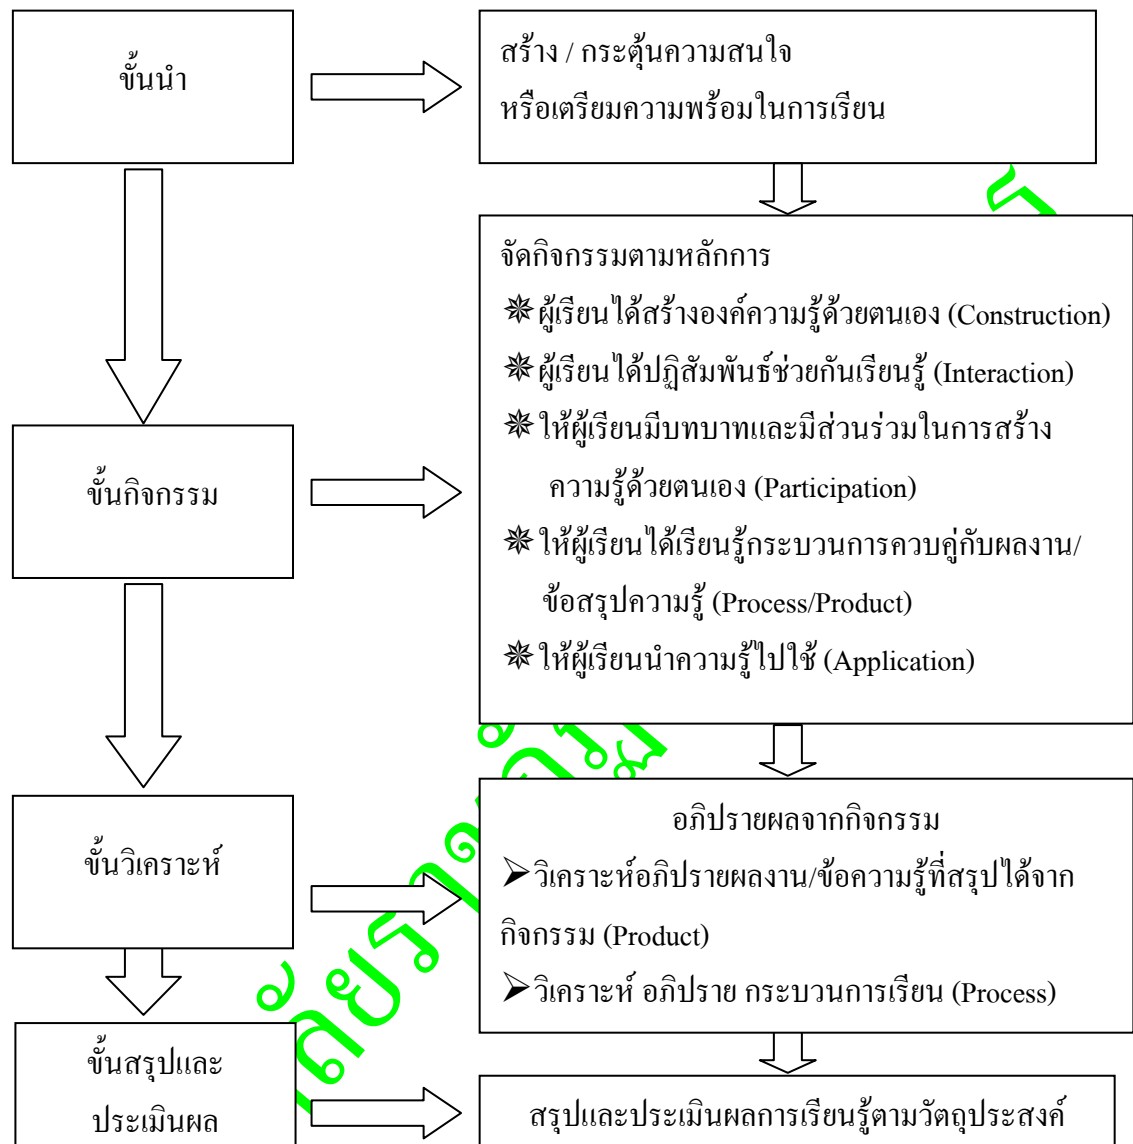 ขั้นนำ
สร้าง / กระตุ้นความสนใจ
หรือเตรียมความพร้อมในการเรียน
ขั้นกิจกรรม
จัดกิจกรรมตามหลักการ
ผู้เรียนได้สร้างองค์ความรู้ด้วยตนเอง (Construction)
ผู้เรียนได้ปฏิสัมพันธ์ช่วยกันเรียนรู้ (Interaction)
ให้ผู้เรียนมีบทบาทและมีส่วนร่วมในการสร้าง
ความรู้ด้วยตนเอง (Participation)
ให้ผู้เรียนได้เรียนรู้กระบวนการควบคู่กับผลงาน/
ข้อสรุปความรู้ (Process/Product)
ให้ผู้เรียนนำความรู้ไปใช้ (Application)
ขั้นวิเคราะห์
อภิปรายผลจากกิจกรรม
วิเคราะห์อภิปรายผลงาน/ข้อความรู้ที่สรุปได้จาก
กิจกรรม (Product)
วิเคราะห์ อภิปราย กระบวนการเรียน (Process)
ขั้นสรุปและ
ประเมินผล
สรุปและประเมินผลการเรียนรู้ตามวัตถุประสงค์